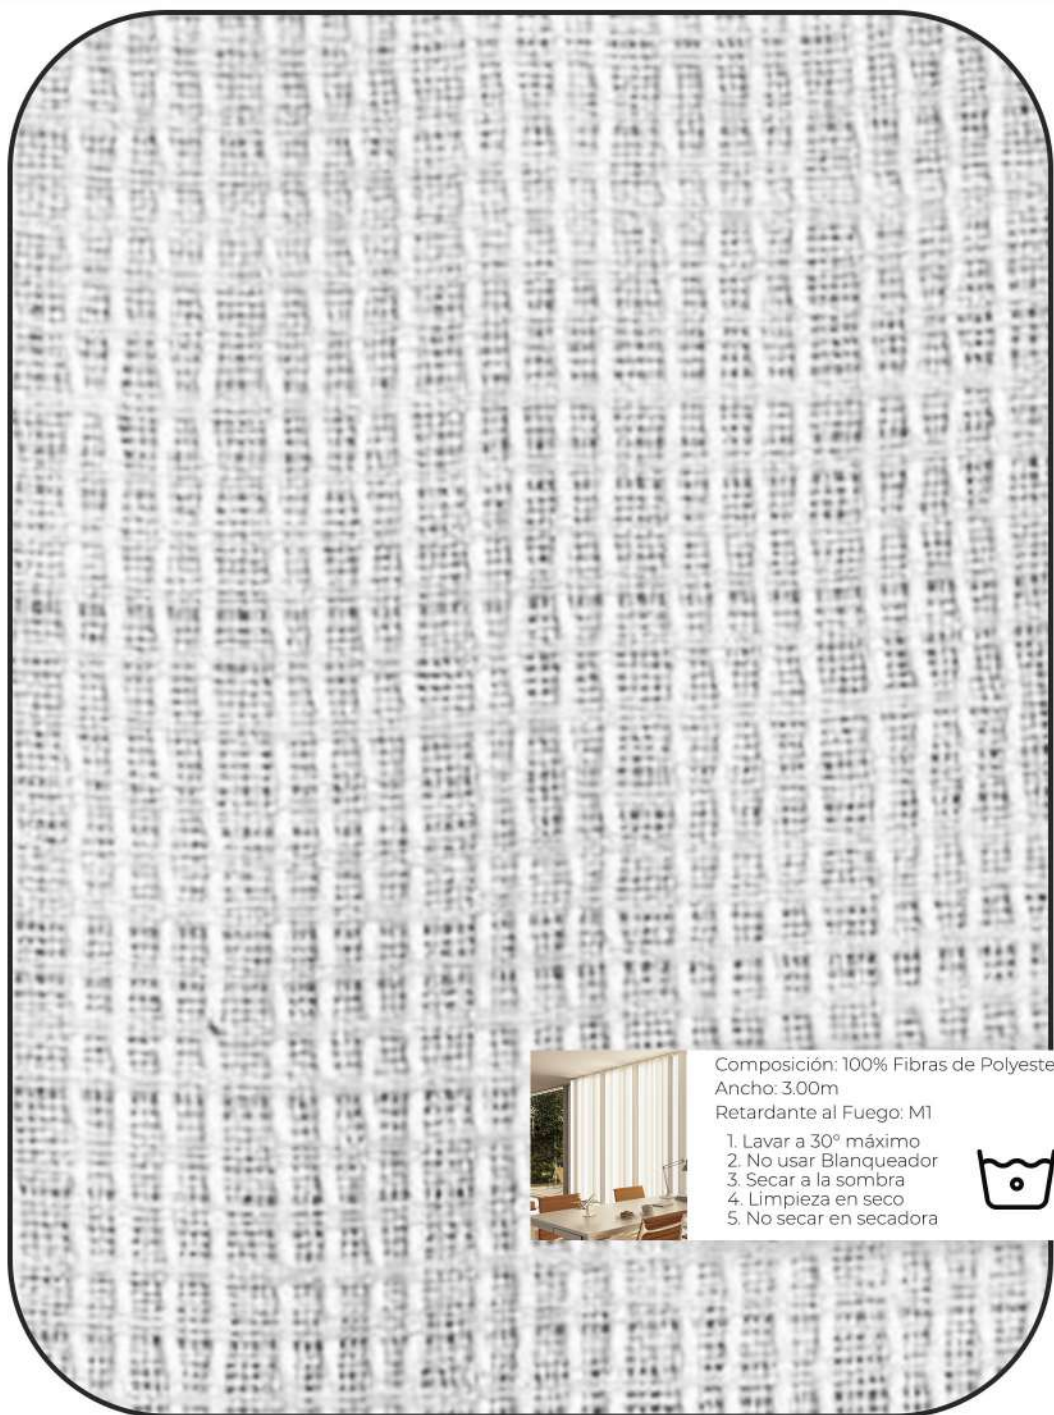 Composición: 100% Fibras de Polyeste
Ancho: 3.00m
Retardante al Fuego: M1
1. Lavar a 30º máximo
2. No usar Blanqueador
3. Secar a la sombra
4. Limpieza en seco
5. No secar en secadora